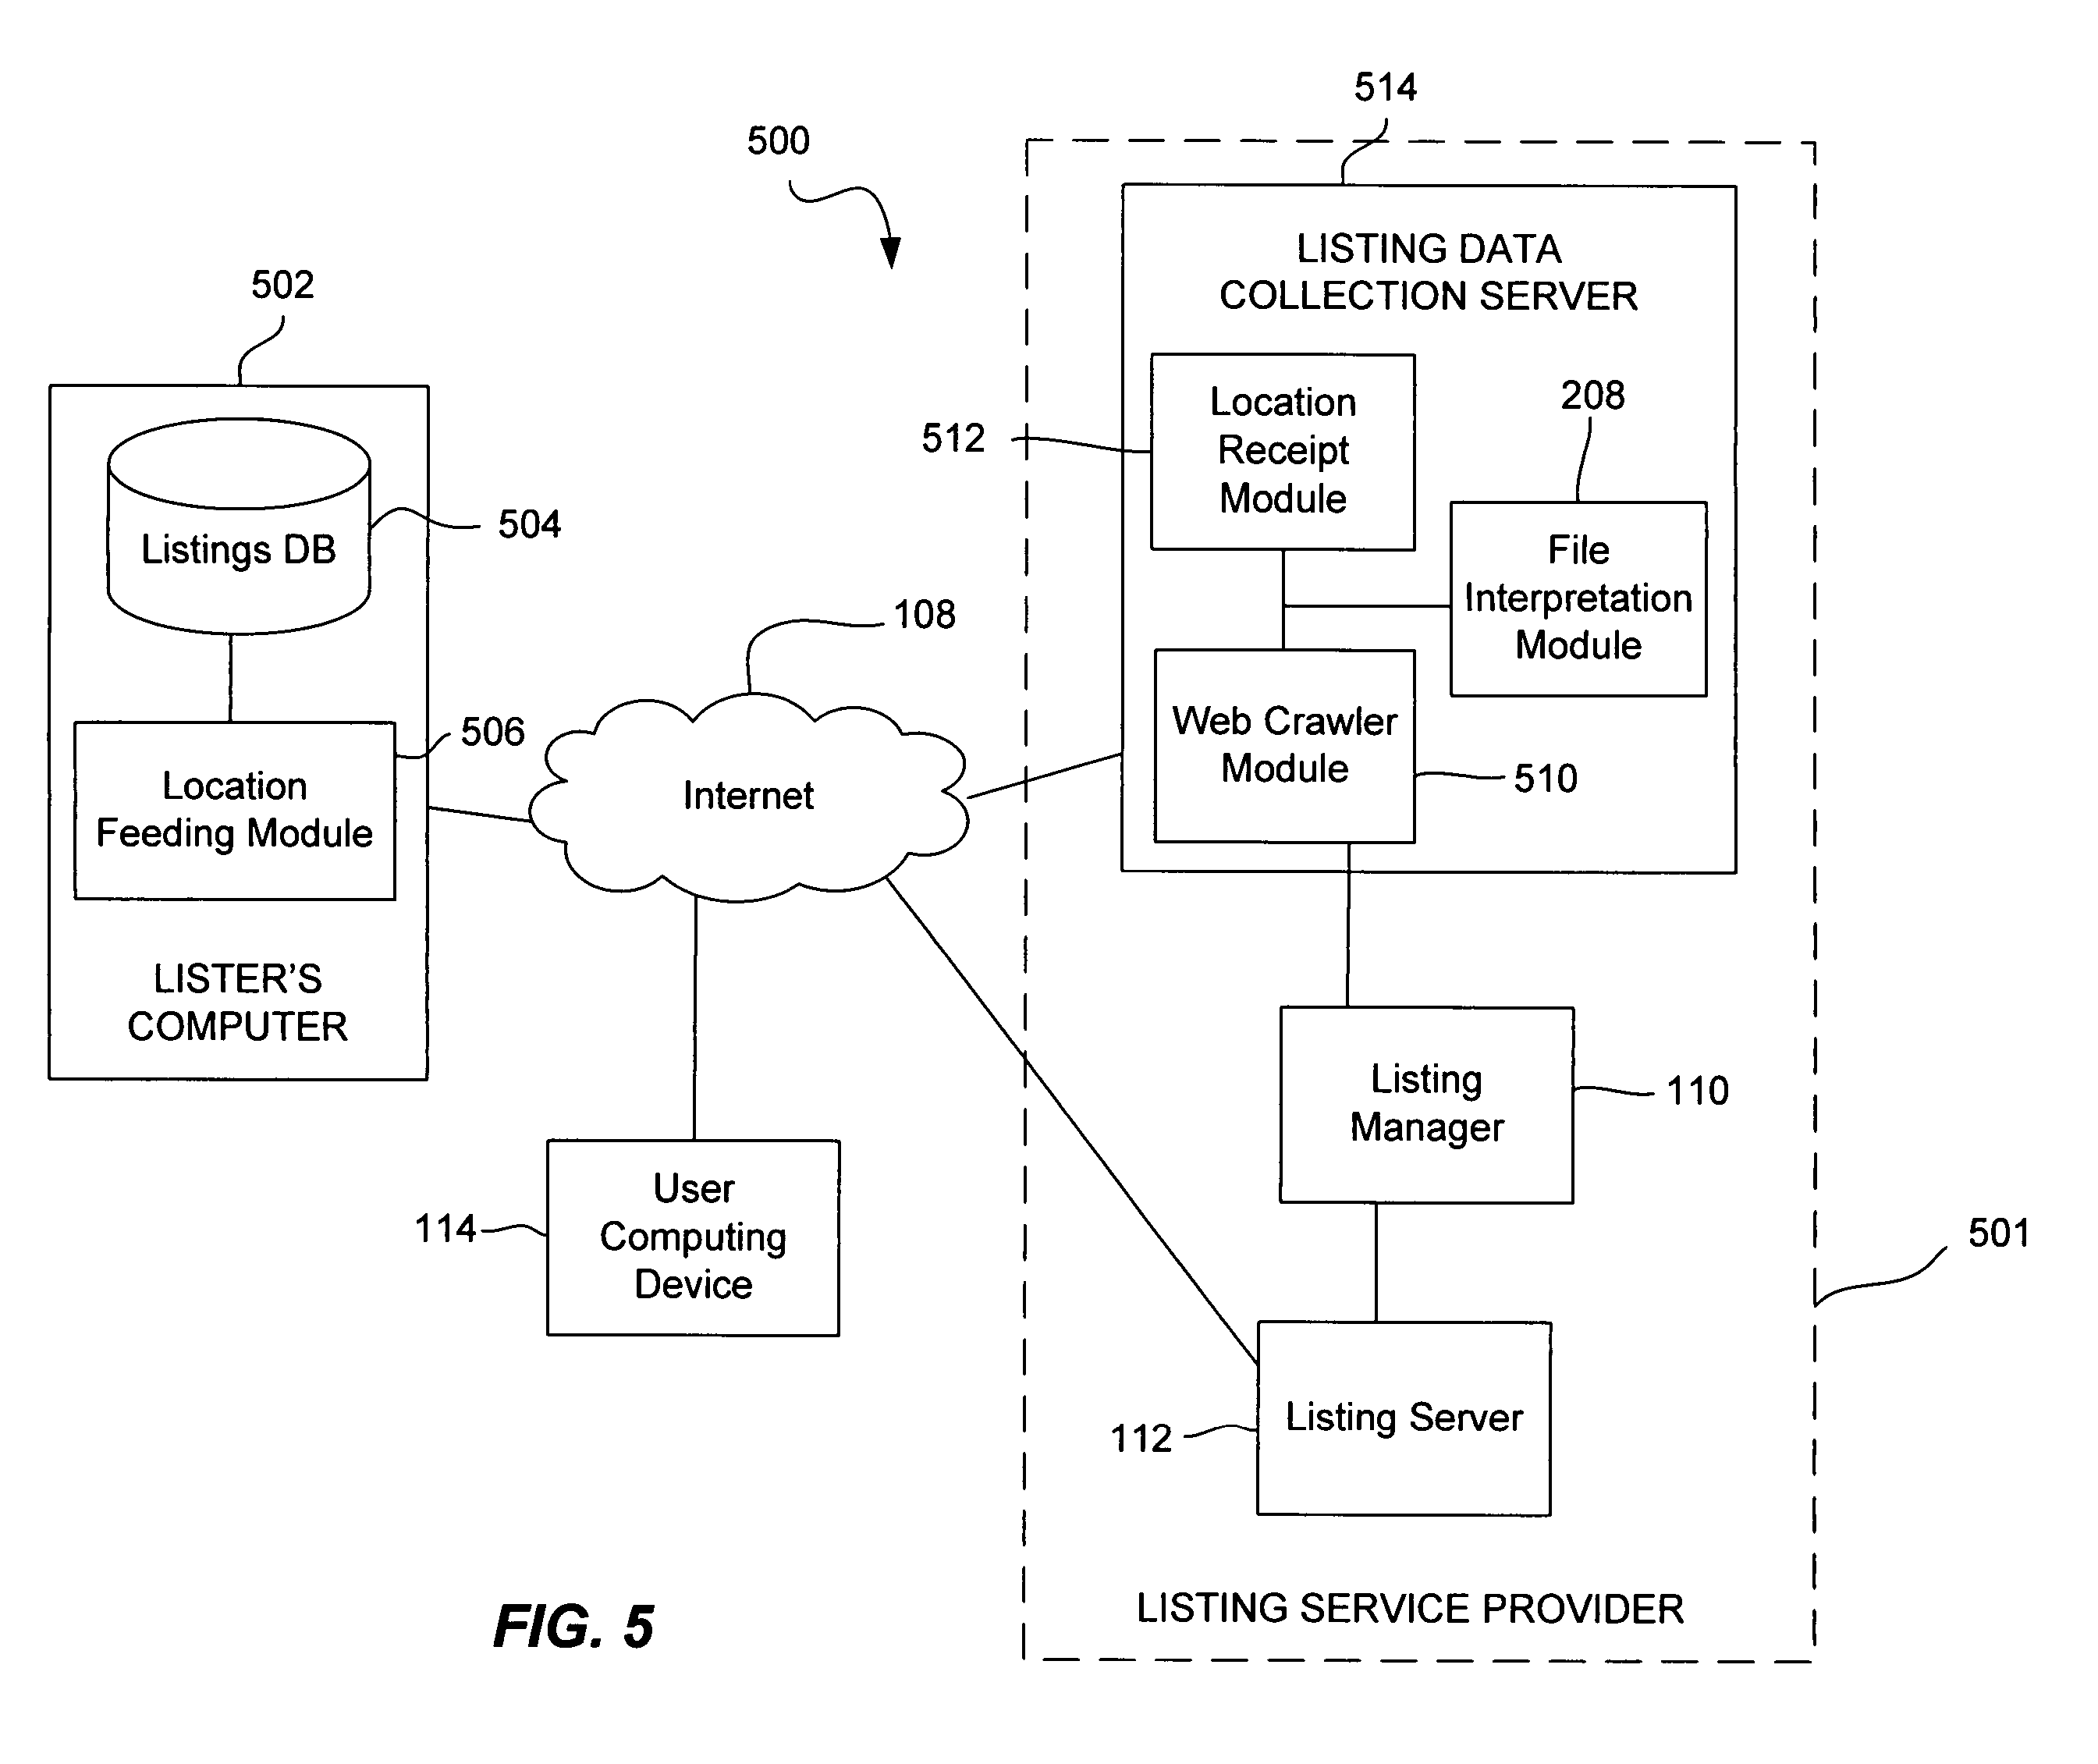 514
500
LISTING DATA
COLLECTION SERVER
502
Location
Receipt
Module
208
512
Listings DB
504
File
Interpretation
Module
108
506
Web Crawler
Module
510
Location
Feeding Module
Internet
LISTER'S
COMPUTER
Listing
Manager
110
User
Computing
Device
114
501
Listing Server
112
LISTING SERVICE PROVIDER
FIG. 5